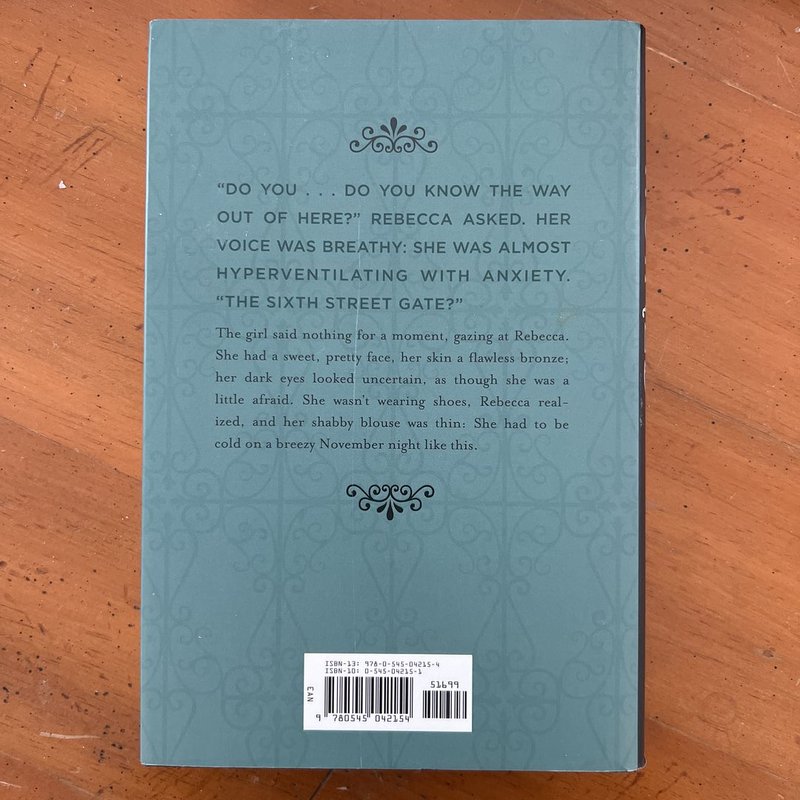 “DO YOU . . . DO YOU KNOW THE WAY
OUT OF HERE?” REBECCA ASKED. HER
VOICE WAS BREATHY: SHE WAS ALMOST
HYPERVENTILATING WITH ANXIETY.
“THE SIXTH STREET GATE?”
The girl said nothing for a moment, gazing at Rebecca.
She had a sweet, pretty face, her skin a flawless bronze;
her dark eyes looked uncertain, as though she was a
little afraid. She wasn't wearing shoes, Rebecca real-
ized, and her shabby blouse was thin: She had to be
cold on a breezy November night like this.
ISBN-13: 978-0-545-04215-4
ISBN-10: 0-545-04215-1
51699
EAN
9 780545 042154